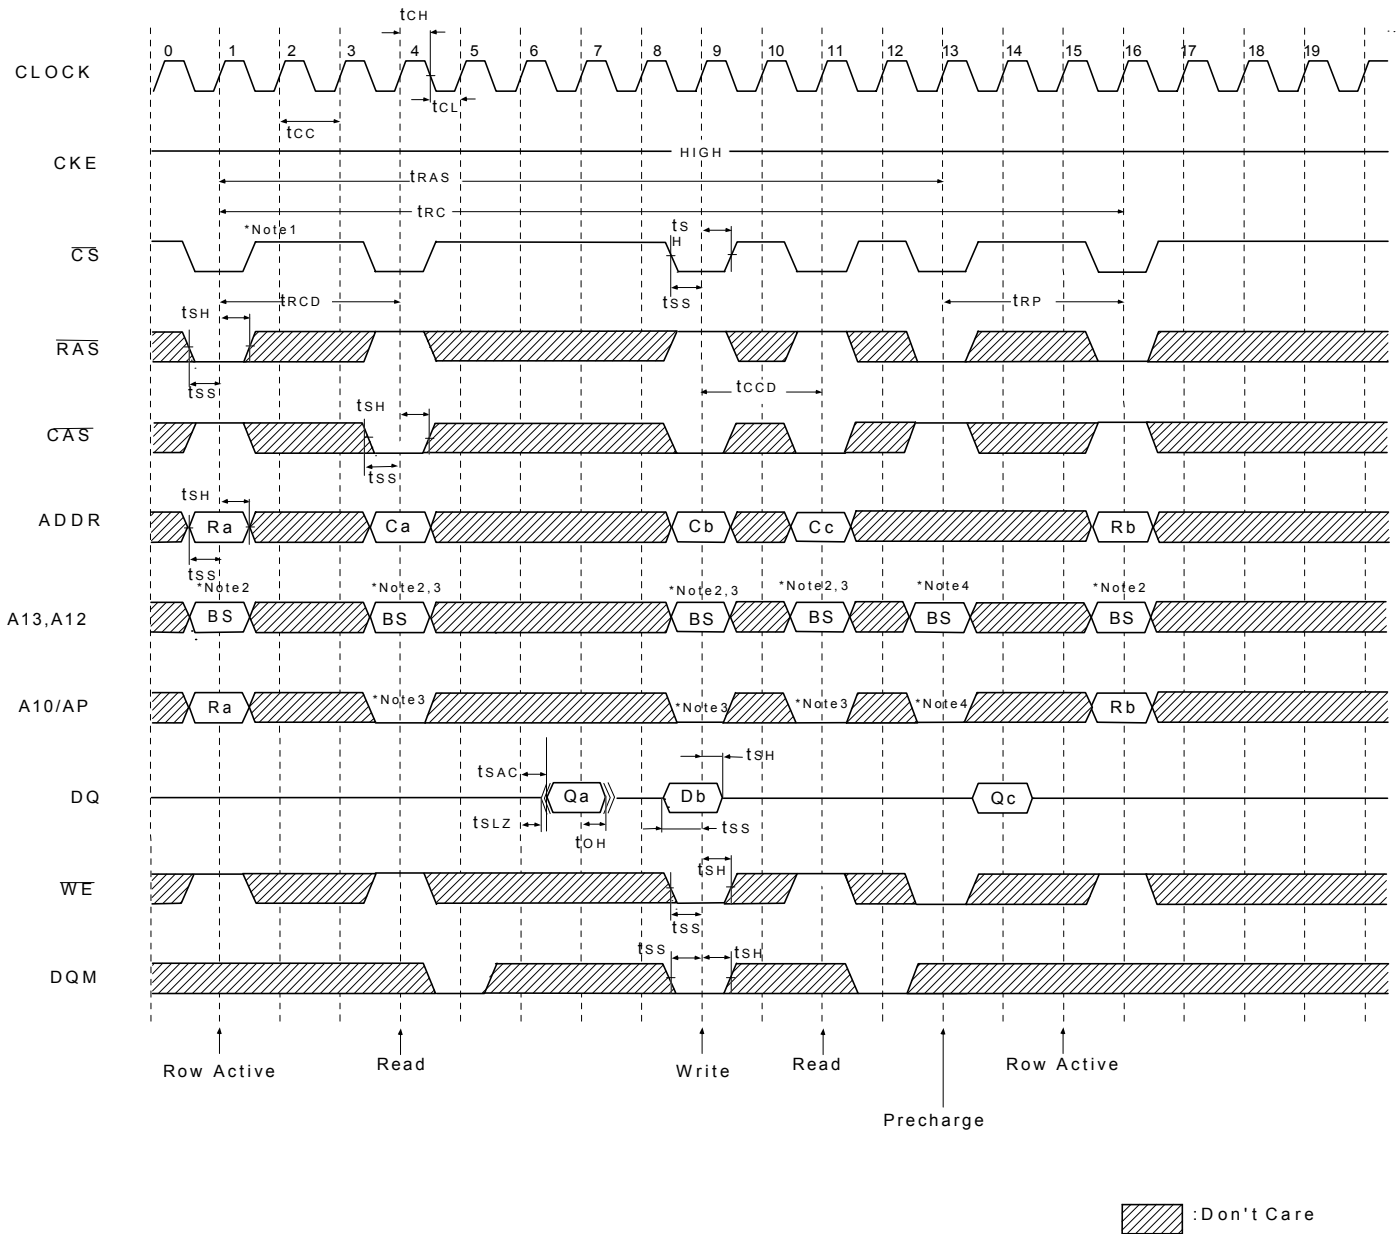 tCH
0 1 2 3 4 5 6 7 8 9 10 11 12 13 14 15 16 17 18 19
CLOCK
tCL
tCC
CKE
HIGH
tRAS
tRC
*Note1
tS
H
CS
tSS
tRCD
tRP
tSH
RAS
tSS
tCCD
tSH
CAS
tSS
tSH
ADDR
Ra Ca Cb Cc Rb
tSS
*Note2 *Note2,3 *Note2,3 *Note2,3 *Note4 *Note2
A13,A12
BS BS BS BS BS BS
A10/AP
Ra *Note3 *Note3 *Note3 *Note4 Rb
tSH
tSAC
DQ
Qa Db Qc
tSLZ
tOH
tSS
tSH
WE
tSS
tSS
tSH
DQM
Row Active Read Write Read Row Active
Precharge
:Don't Care